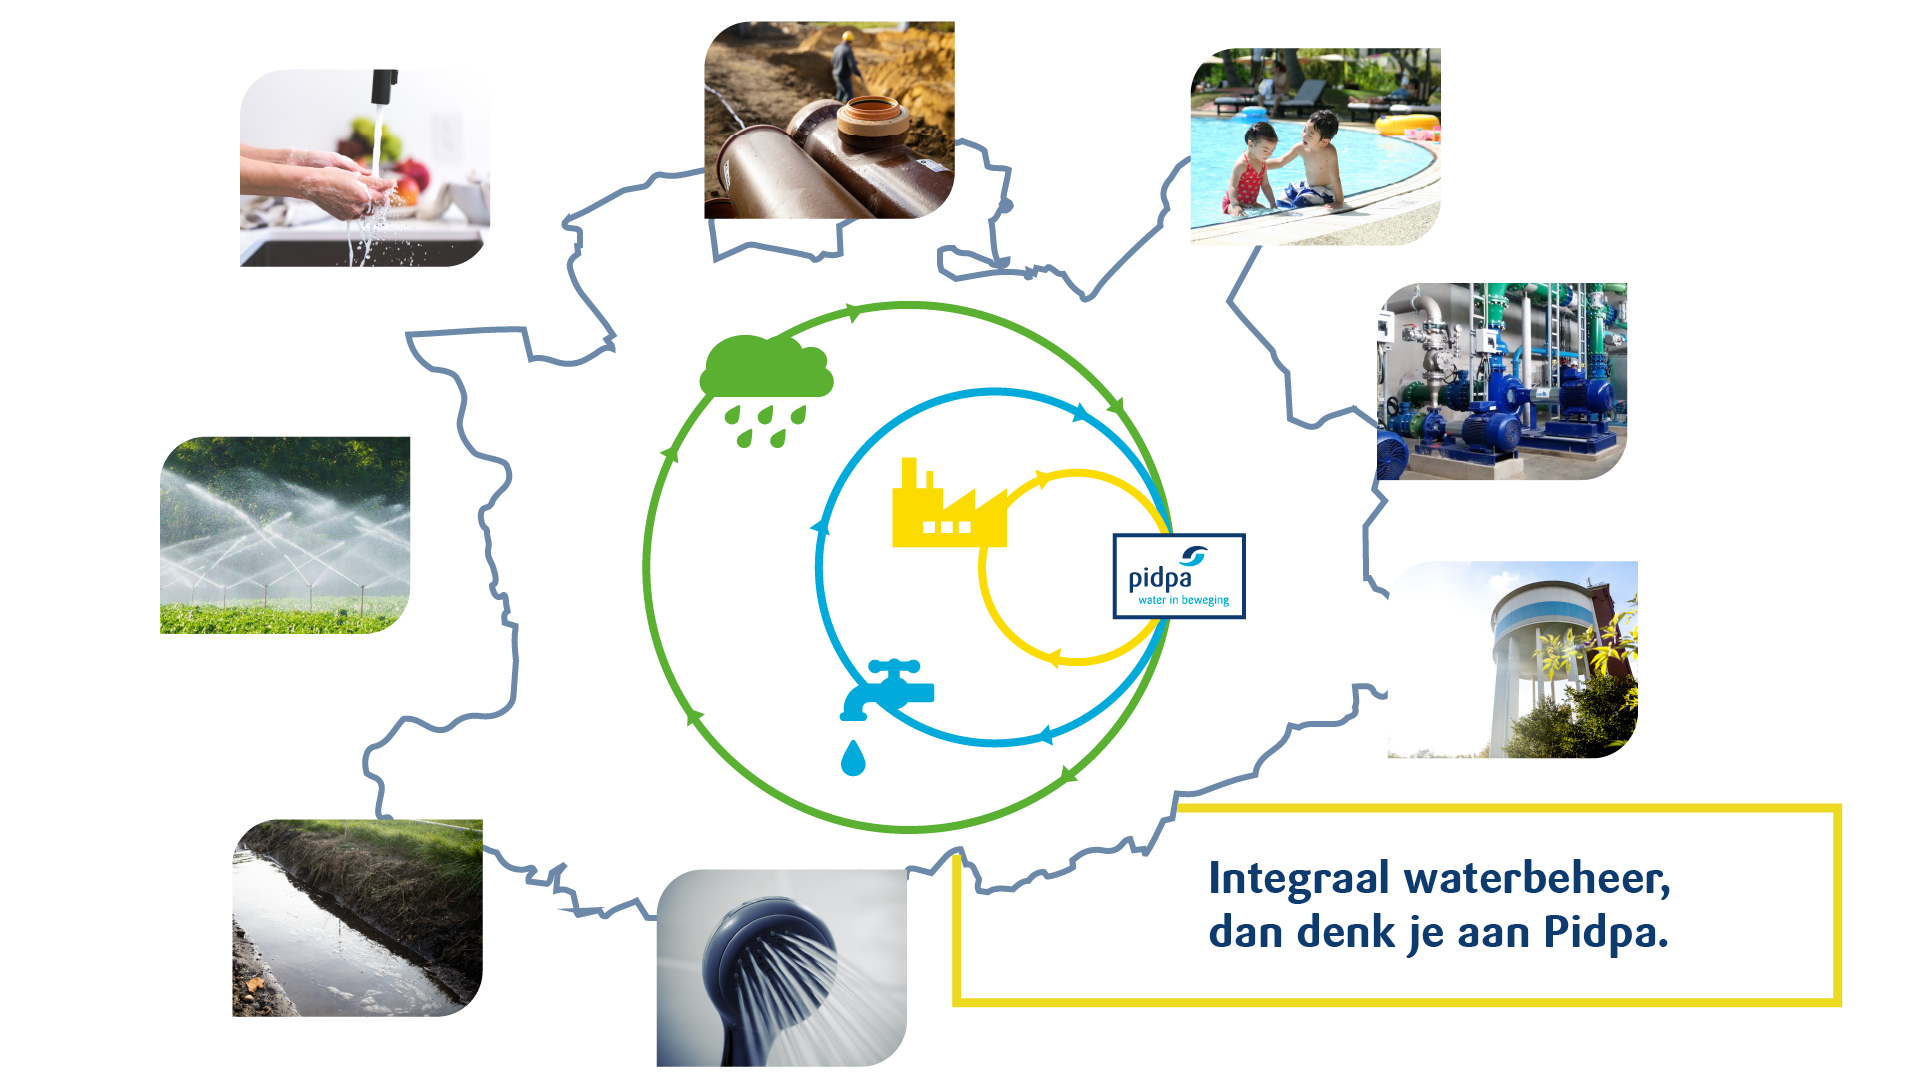 pidpa
water in beweging
Integraal waterbeheer,
dan denk je aan Pidpa.